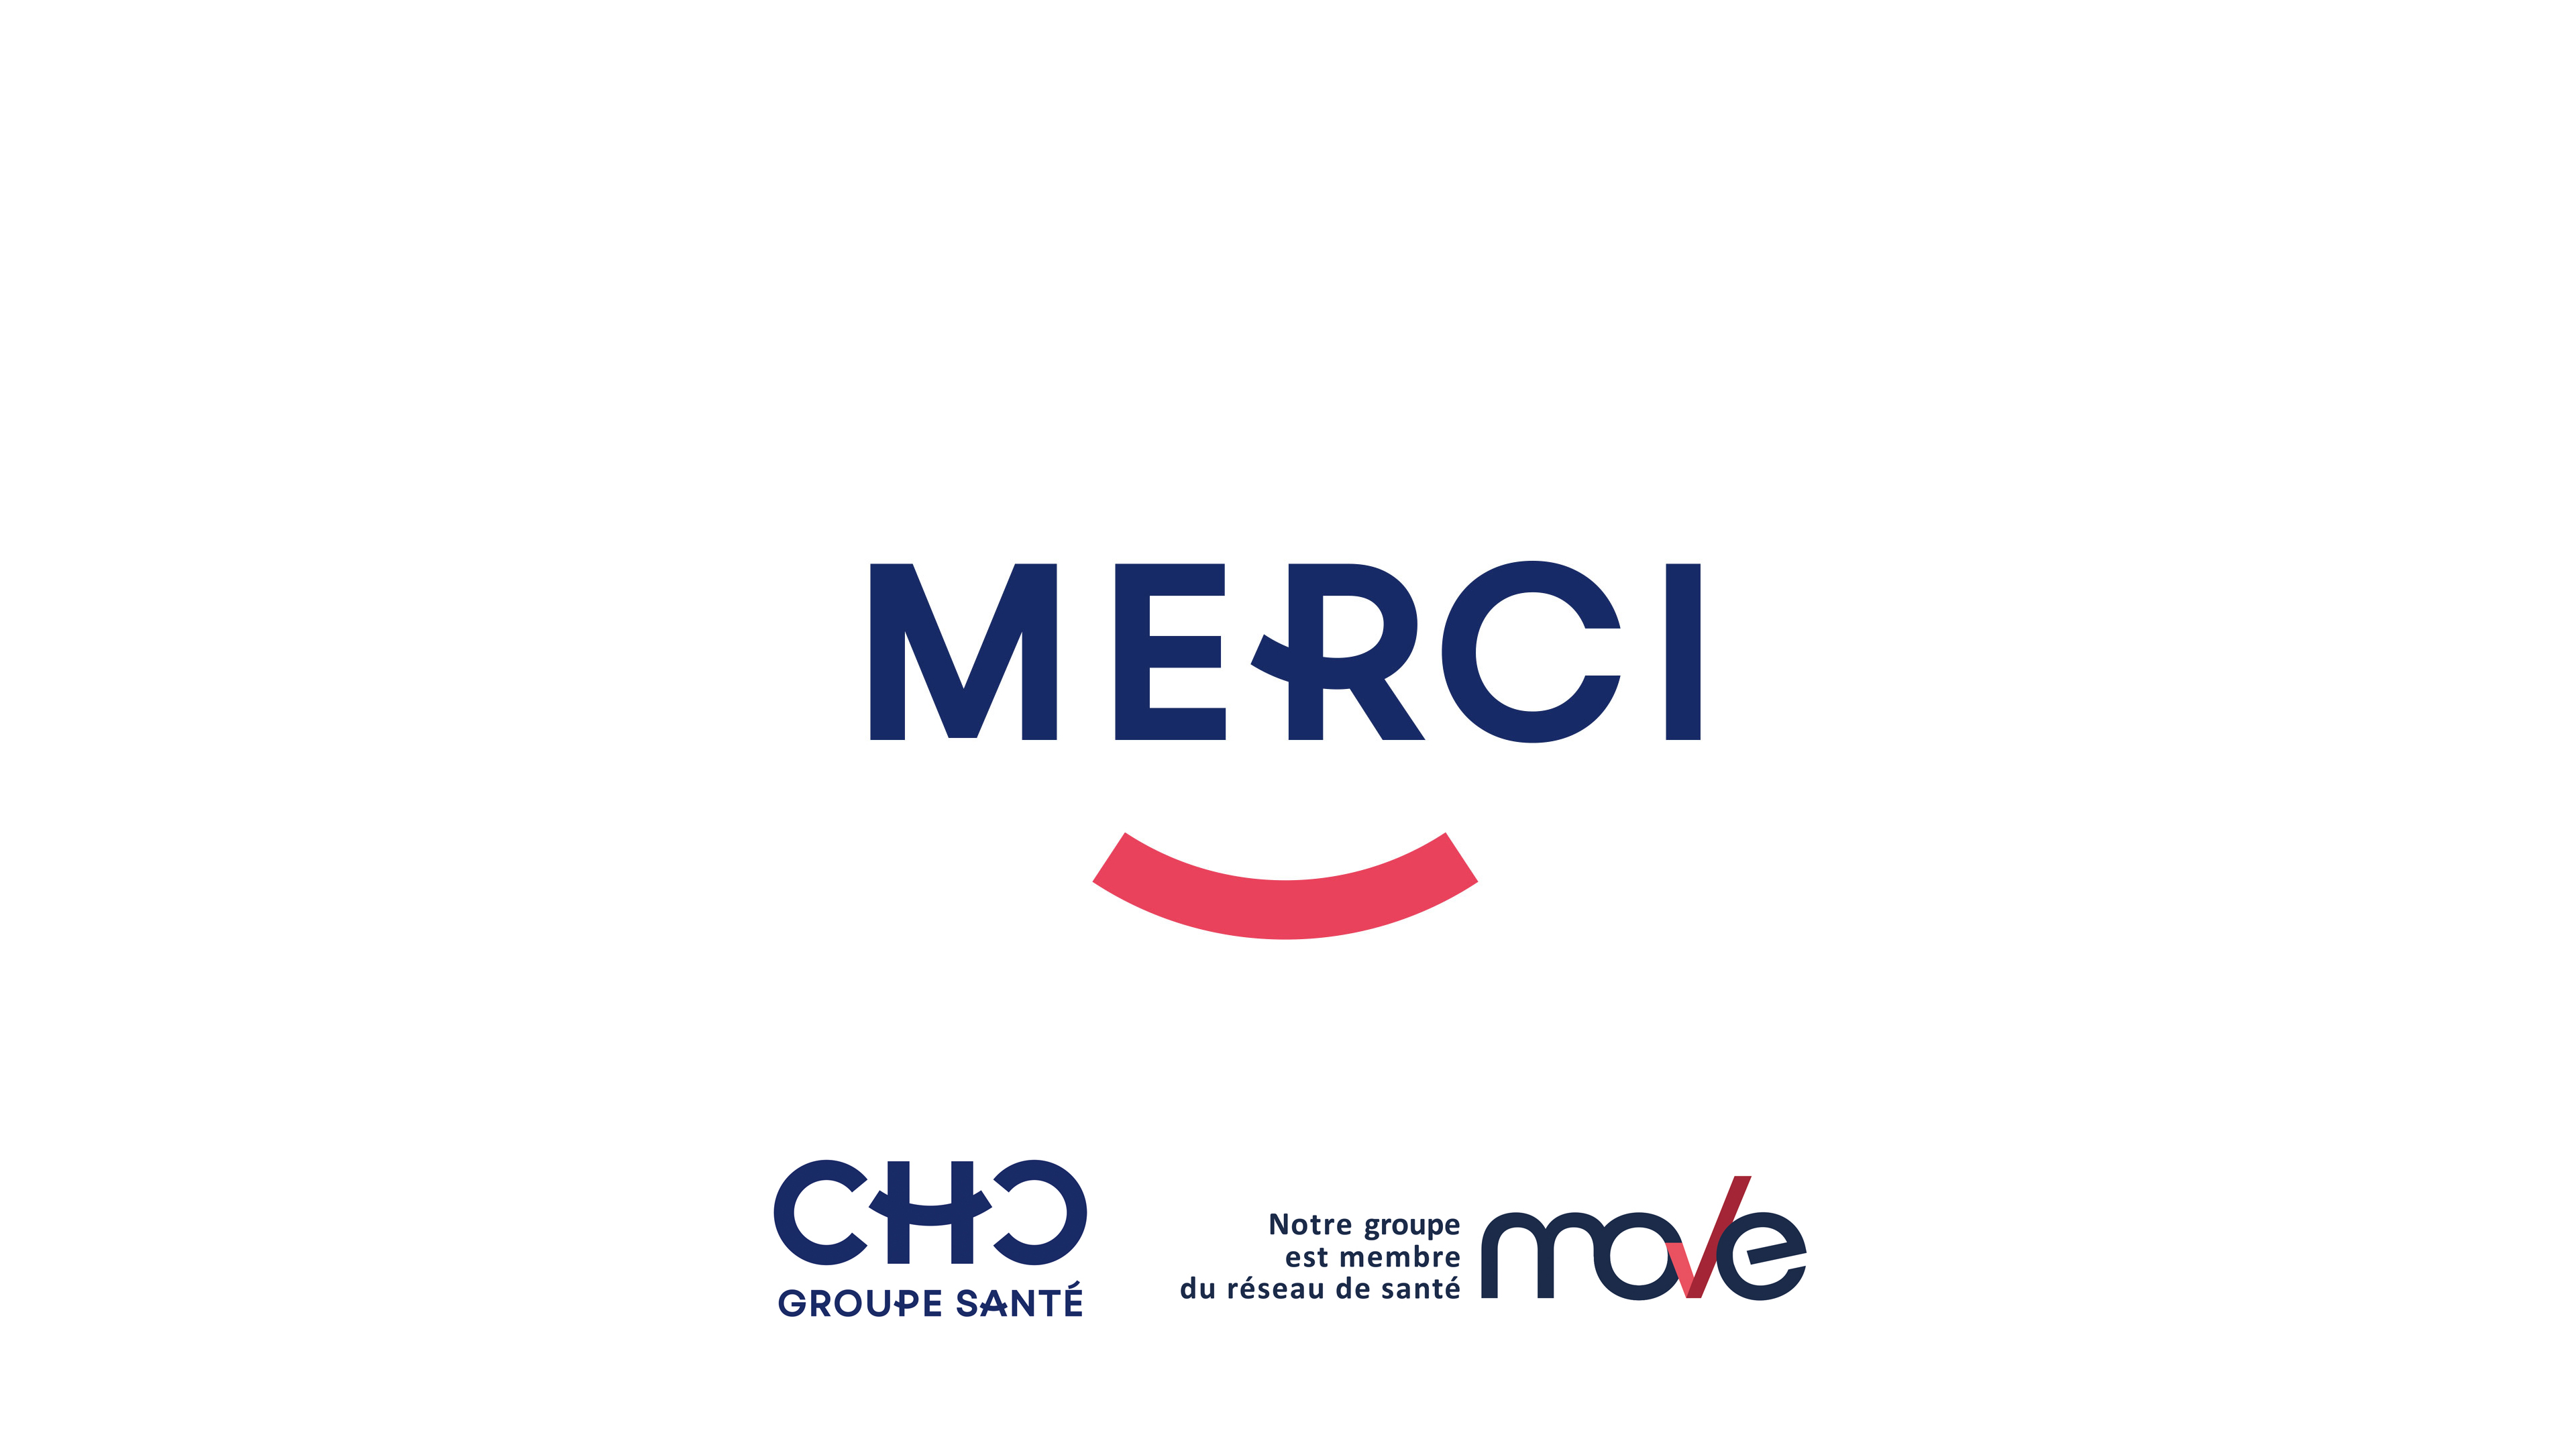 MERCI
CHC
GROUPE SANTÉ
Notre groupe
est membre
du réseau de santé
move